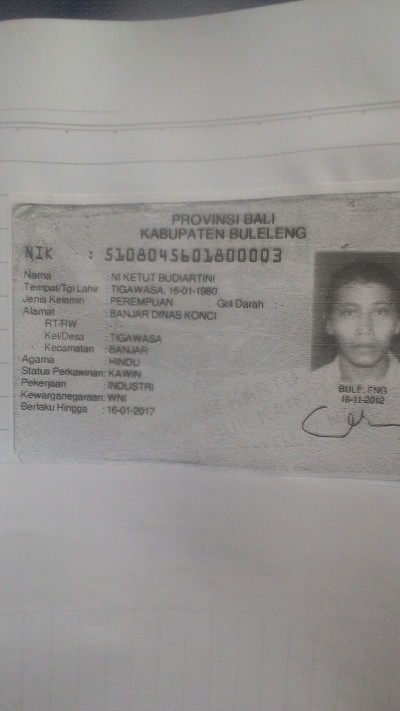 PROVINSI BALI
KABUPATEN BULELENG
NIK : 5108045601800003
Nama : NI KETUT BUDIARTINI
Tempat/Tgl Lahir : TIGAWASA, 16-01-1980
Jenis Kelamin : PEREMPUAN Gol Darah : -
Alamat : BANJAR DINAS KONCI
RT/RW : -/-
Kel/Desa : TIGAWASA
Kecamatan : BANJAR
Agama : HINDU
Status Perkawinan: KAWIN
Pekerjaan : INDUSTRI
Kewarganegaraan: WNI
Berlaku Hingga : 16-01-2017
BULELENG
16-11-2012